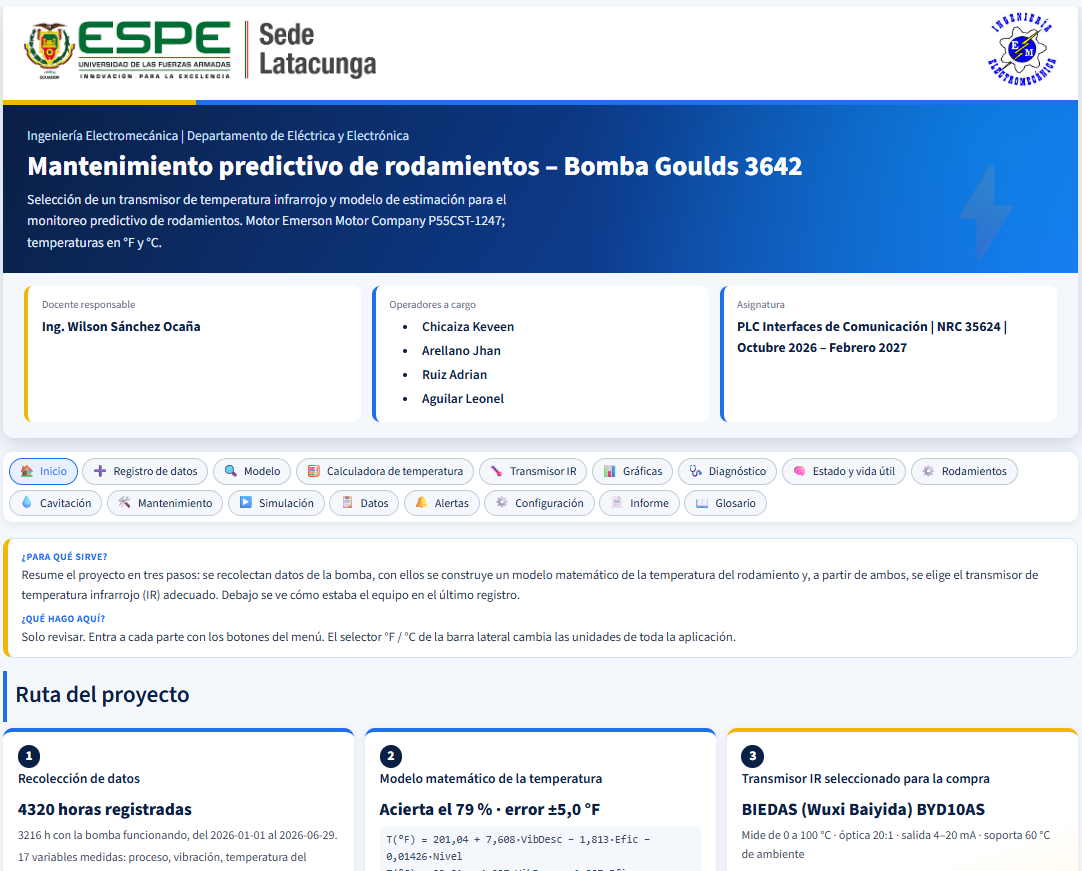 ESPE
UNIVERSIDAD DE LAS FUERZAS ARMADAS
INNOVACIÓN PARA LA EXCELENCIA
ECUADOR
Sede
Latacunga
INGENIERÍA
E M
ELECTROMECÁNICA
Ingeniería Electromecánica | Departamento de Eléctrica y Electrónica
Mantenimiento predictivo de rodamientos – Bomba Goulds 3642
Selección de un transmisor de temperatura infrarrojo y modelo de estimación para el
monitoreo predictivo de rodamientos. Motor Emerson Motor Company P55CST-1247;
temperaturas en °F y °C.
Docente responsable
Ing. Wilson Sánchez Ocaña
Operadores a cargo
• Chicaiza Keveen
• Arellano Jhan
• Ruiz Adrian
• Aguilar Leonel
Asignatura
PLC Interfaces de Comunicación | NRC 35624 |
Octubre 2026 – Febrero 2027
Inicio
Registro de datos
Modelo
Calculadora de temperatura
Transmisor IR
Gráficas
Diagnóstico
Estado y vida útil
Rodamientos
Cavitación
Mantenimiento
Simulación
Datos
Alertas
Configuración
Informe
Glosario
¿PARA QUÉ SIRVE?
Resume el proyecto en tres pasos: se recolectan datos de la bomba, con ellos se construye un modelo matemático de la temperatura del rodamiento y, a partir de ambos, se elige el transmisor de
temperatura infrarrojo (IR) adecuado. Debajo se ve cómo estaba el equipo en el último registro.
¿QUÉ HAGO AQUÍ?
Solo revisar. Entra a cada parte con los botones del menú. El selector °F / °C de la barra lateral cambia las unidades de toda la aplicación.
Ruta del proyecto
1
Recolección de datos
4320 horas registradas
3216 h con la bomba funcionando, del 2026-01-01 al 2026-06-29.
17 variables medidas: proceso, vibración, temperatura del
2
Modelo matemático de la temperatura
Acierta el 79 % · error ±5,0 °F
T(°F) = 201,04 + 7,608·VibDesc − 1,813·Efic −
0,01426·Nivel
3
Transmisor IR seleccionado para la compra
BIEDAS (Wuxi Baiyida) BYD10AS
Mide de 0 a 100 °C · óptica 20:1 · salida 4–20 mA · soporta 60 °C
de ambiente